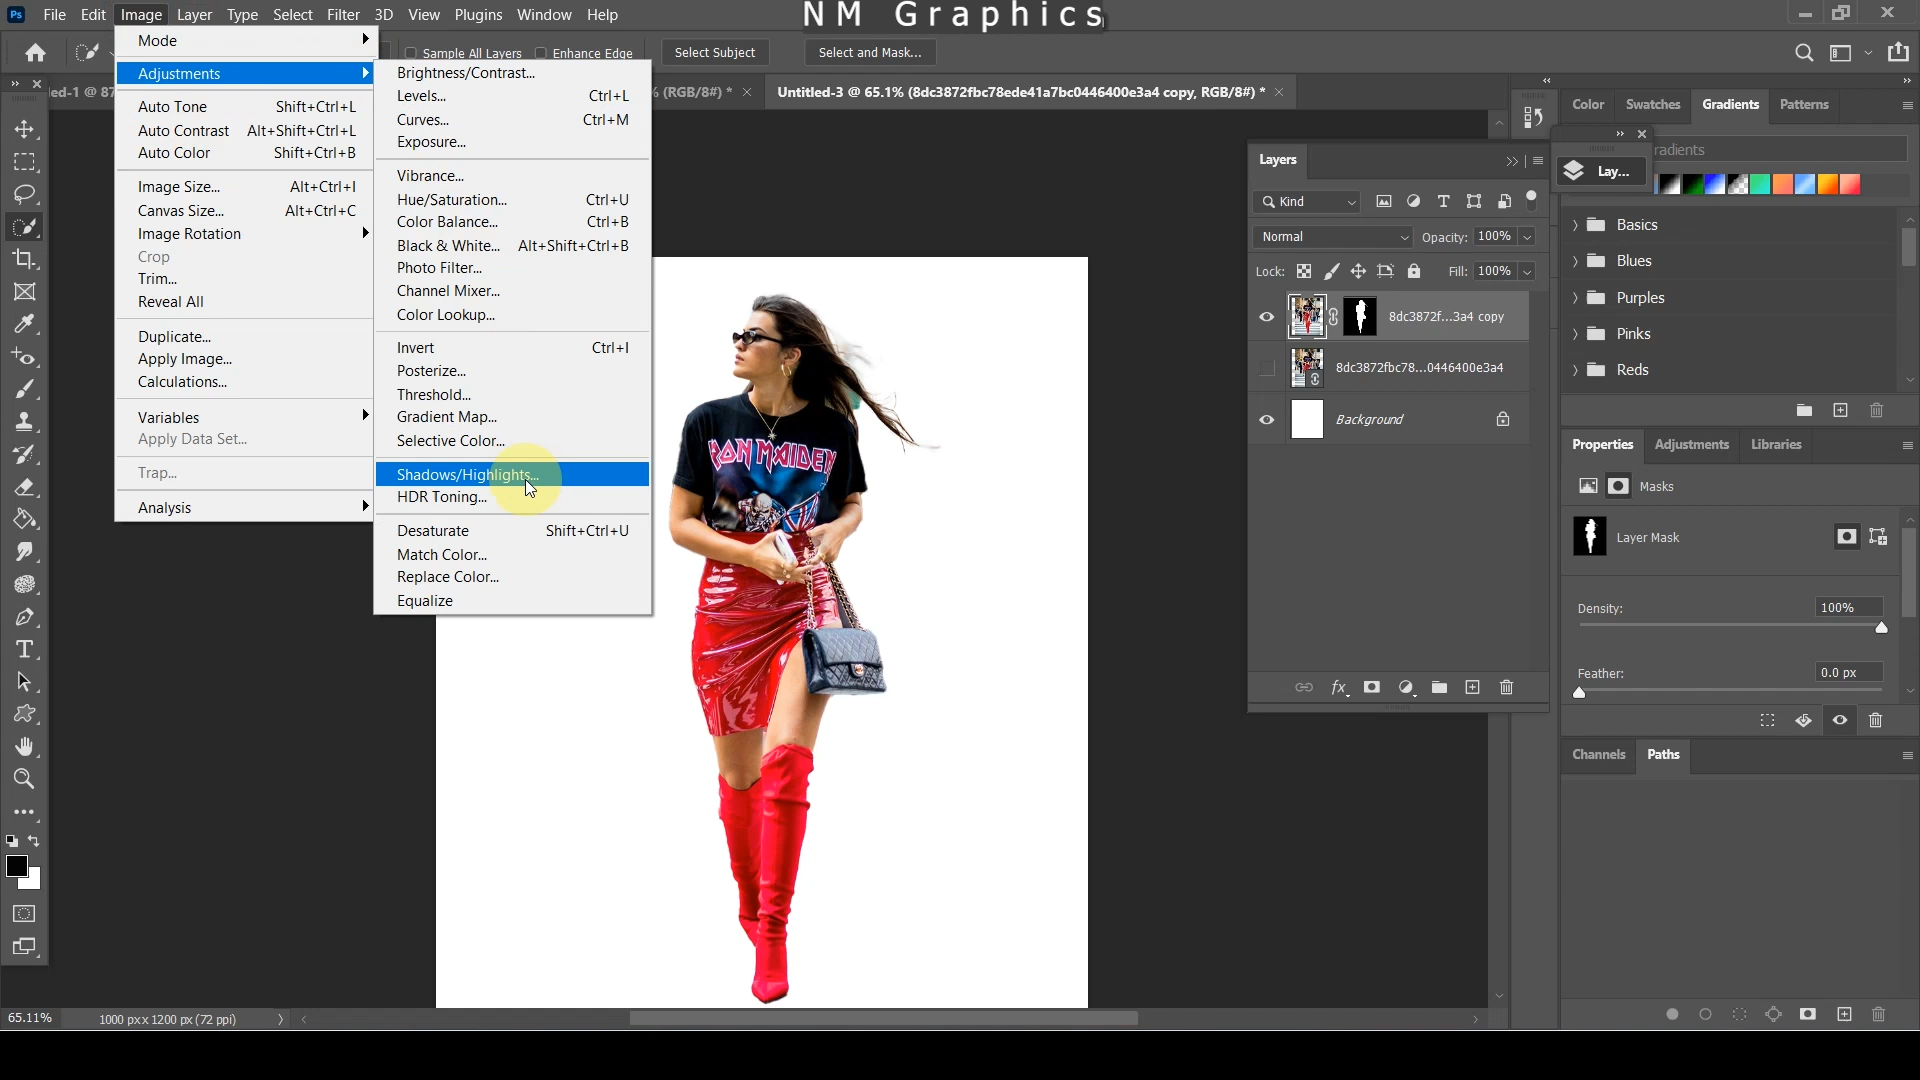 NM Graphics
File Edit Image Layer Type Select Filter 3D View Plugins Window Help
Sample All Layers Enhance Edge Select Subject Select and Mask...
ed-1 @ 87 % (RGB/8#) * Untitled-3 @ 65.1% (8dc3872fbc78ede41a7bc0446400e3a4 copy, RGB/8#) *
Mode
Adjustments
Auto Tone Shift+Ctrl+L
Auto Contrast Alt+Shift+Ctrl+L
Auto Color Shift+Ctrl+B
Image Size... Alt+Ctrl+I
Canvas Size... Alt+Ctrl+C
Image Rotation
Crop
Trim...
Reveal All
Duplicate...
Apply Image...
Calculations...
Variables
Apply Data Set...
Trap...
Analysis
Brightness/Contrast...
Levels... Ctrl+L
Curves... Ctrl+M
Exposure...
Vibrance...
Hue/Saturation... Ctrl+U
Color Balance... Ctrl+B
Black & White... Alt+Shift+Ctrl+B
Photo Filter...
Channel Mixer...
Color Lookup...
Invert Ctrl+I
Posterize...
Threshold...
Gradient Map...
Selective Color...
Shadows/Highlights...
HDR Toning...
Desaturate Shift+Ctrl+U
Match Color...
Replace Color...
Equalize
IRON MAIDEN
Layers
Kind
Normal Opacity: 100%
Lock: Fill: 100%
8dc3872f...3a4 copy
8dc3872fbc78...0446400e3a4
Background
Color Swatches Gradients Patterns
Lay... radients
Basics
Blues
Purples
Pinks
Reds
Properties Adjustments Libraries
Masks
Layer Mask
Density: 100%
Feather: 0.0 px
Channels Paths
65.11% 1000 px x 1200 px (72 ppi)